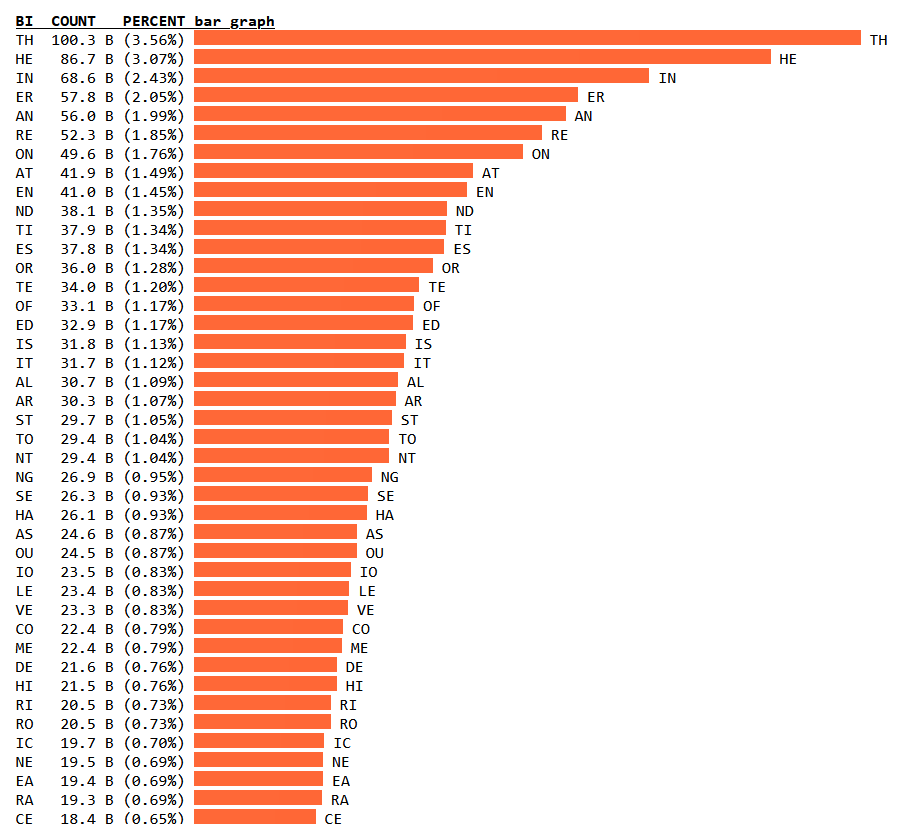 BI COUNT PERCENT bar graph
TH 100.3 B (3.56%) TH
HE 86.7 B (3.07%) HE
IN 68.6 B (2.43%) IN
ER 57.8 B (2.05%) ER
AN 56.0 B (1.99%) AN
RE 52.3 B (1.85%) RE
ON 49.6 B (1.76%) ON
AT 41.9 B (1.49%) AT
EN 41.0 B (1.45%) EN
ND 38.1 B (1.35%) ND
TI 37.9 B (1.34%) TI
ES 37.8 B (1.34%) ES
OR 36.0 B (1.28%) OR
TE 34.0 B (1.20%) TE
OF 33.1 B (1.17%) OF
ED 32.9 B (1.17%) ED
IS 31.8 B (1.13%) IS
IT 31.7 B (1.12%) IT
AL 30.7 B (1.09%) AL
AR 30.3 B (1.07%) AR
ST 29.7 B (1.05%) ST
TO 29.4 B (1.04%) TO
NT 29.4 B (1.04%) NT
NG 26.9 B (0.95%) NG
SE 26.3 B (0.93%) SE
HA 26.1 B (0.93%) HA
AS 24.6 B (0.87%) AS
OU 24.5 B (0.87%) OU
IO 23.5 B (0.83%) IO
LE 23.4 B (0.83%) LE
VE 23.3 B (0.83%) VE
CO 22.4 B (0.79%) CO
ME 22.4 B (0.79%) ME
DE 21.6 B (0.76%) DE
HI 21.5 B (0.76%) HI
RI 20.5 B (0.73%) RI
RO 20.5 B (0.73%) RO
IC 19.7 B (0.70%) IC
NE 19.5 B (0.69%) NE
EA 19.4 B (0.69%) EA
RA 19.3 B (0.69%) RA
CE 18.4 B (0.65%) CE